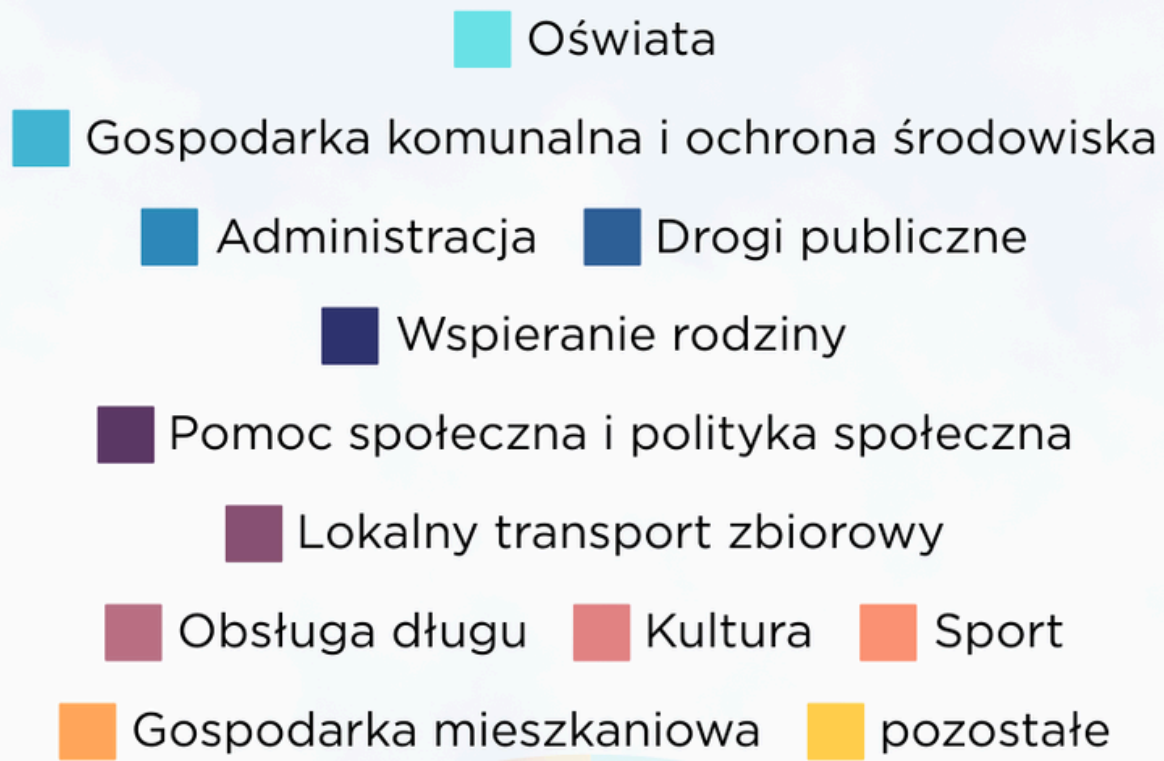 Oświata
Gospodarka komunalna i ochrona środowiska
Administracja Drogi publiczne
Wspieranie rodziny
Pomoc społeczna i polityka społeczna
Lokalny transport zbiorowy
Obsługa długu Kultura Sport
Gospodarka mieszkaniowa pozostałe